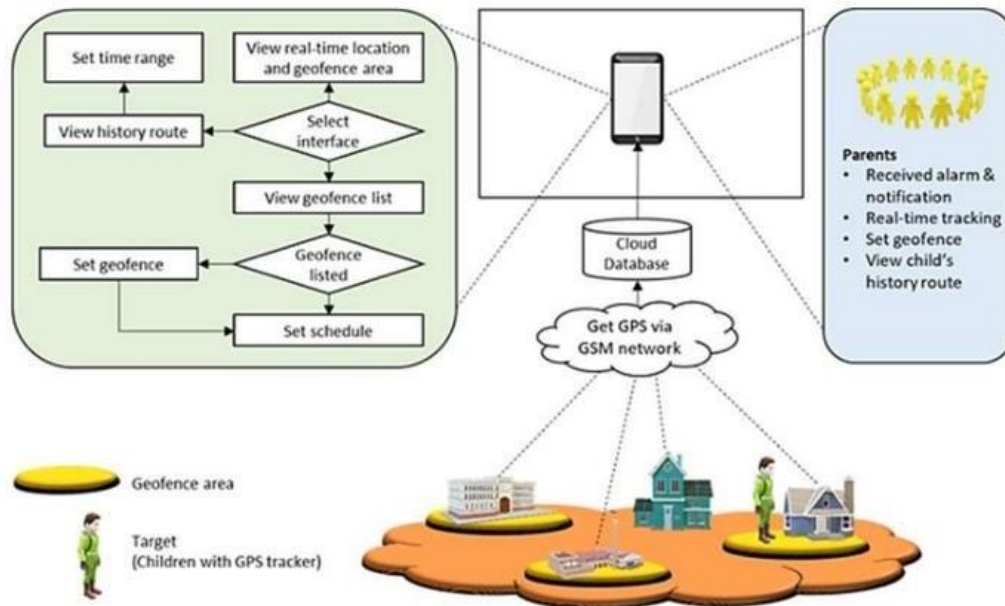 Set time range
View real-time location
and geofence area
View history route
Select
interface
View geofence list
Set geofence
Geofence
listed
Set schedule
Cloud
Database
Get GPS via
GSM network
Parents
• Received alarm &
notification
• Real-time tracking
• Set geofence
• View child's
history route
Geofence area
Target
(Children with GPS tracker)